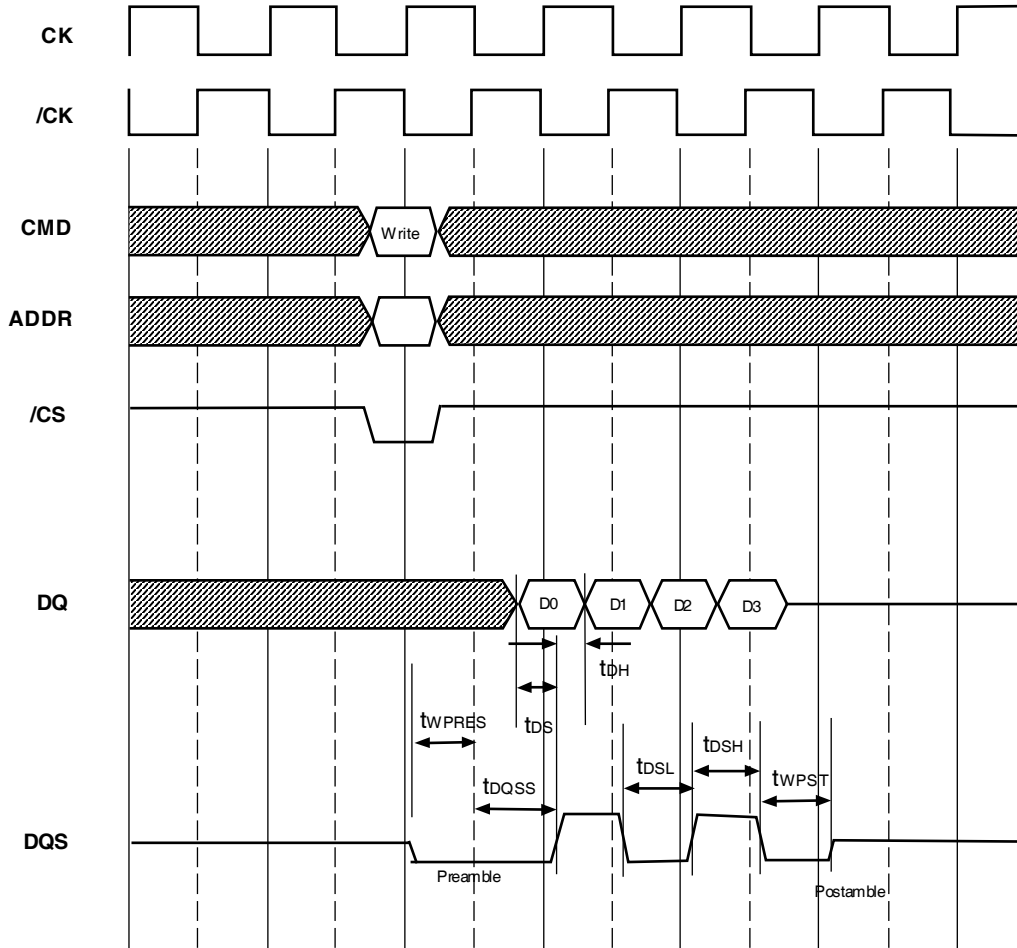 CK
/CK
CMD
Write
ADDR
/CS
DQ
D0 D1 D2 D3
tDH
tWPRES
tDS
tDSH
tDSL
tWPST
tDQSS
DQS
Preamble
Postamble